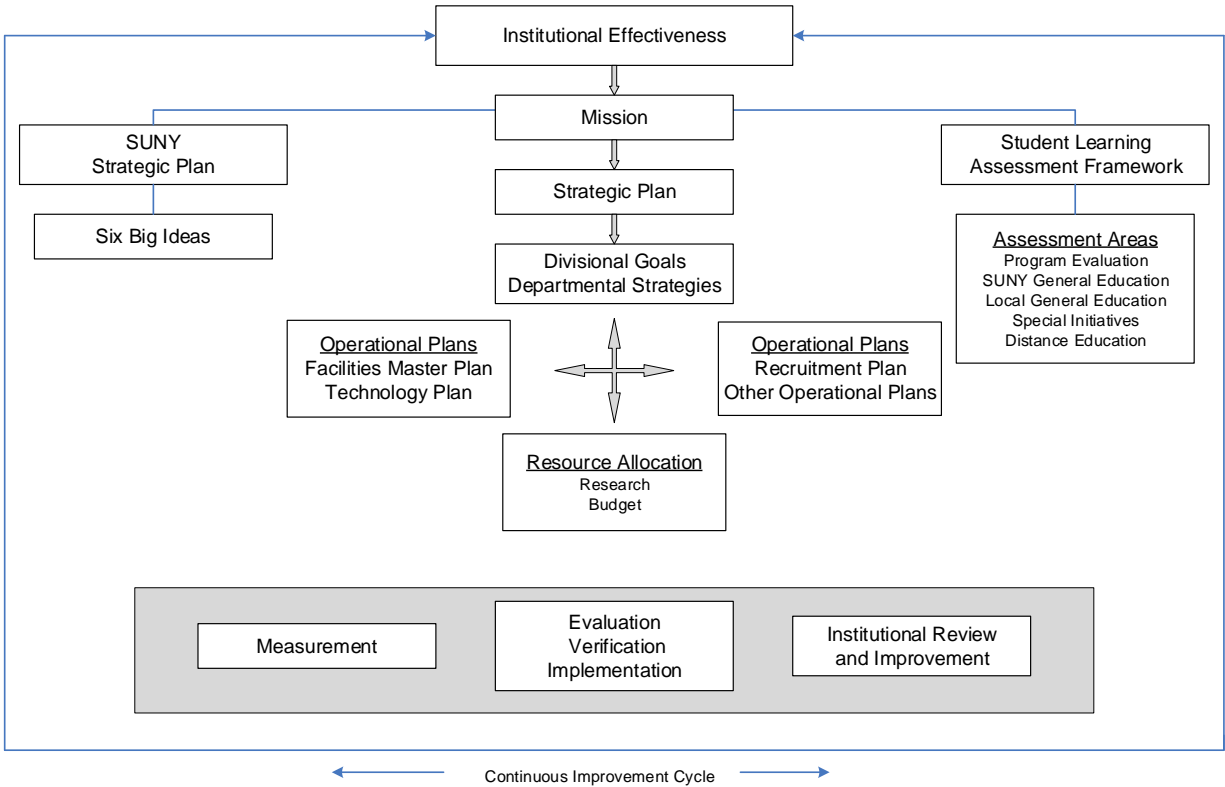 Institutional Effectiveness
Mission
SUNY
Strategic Plan
Student Learning
Assessment Framework
Strategic Plan
Six Big Ideas
Assessment Areas
Program Evaluation
SUNY General Education
Local General Education
Special Initiatives
Distance Education
Divisional Goals
Departmental Strategies
Operational Plans
Facilities Master Plan
Technology Plan
Operational Plans
Recruitment Plan
Other Operational Plans
Resource Allocation
Research
Budget
Measurement
Evaluation
Verification
Implementation
Institutional Review
and Improvement
Continuous Improvement Cycle